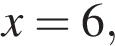 x = 6,